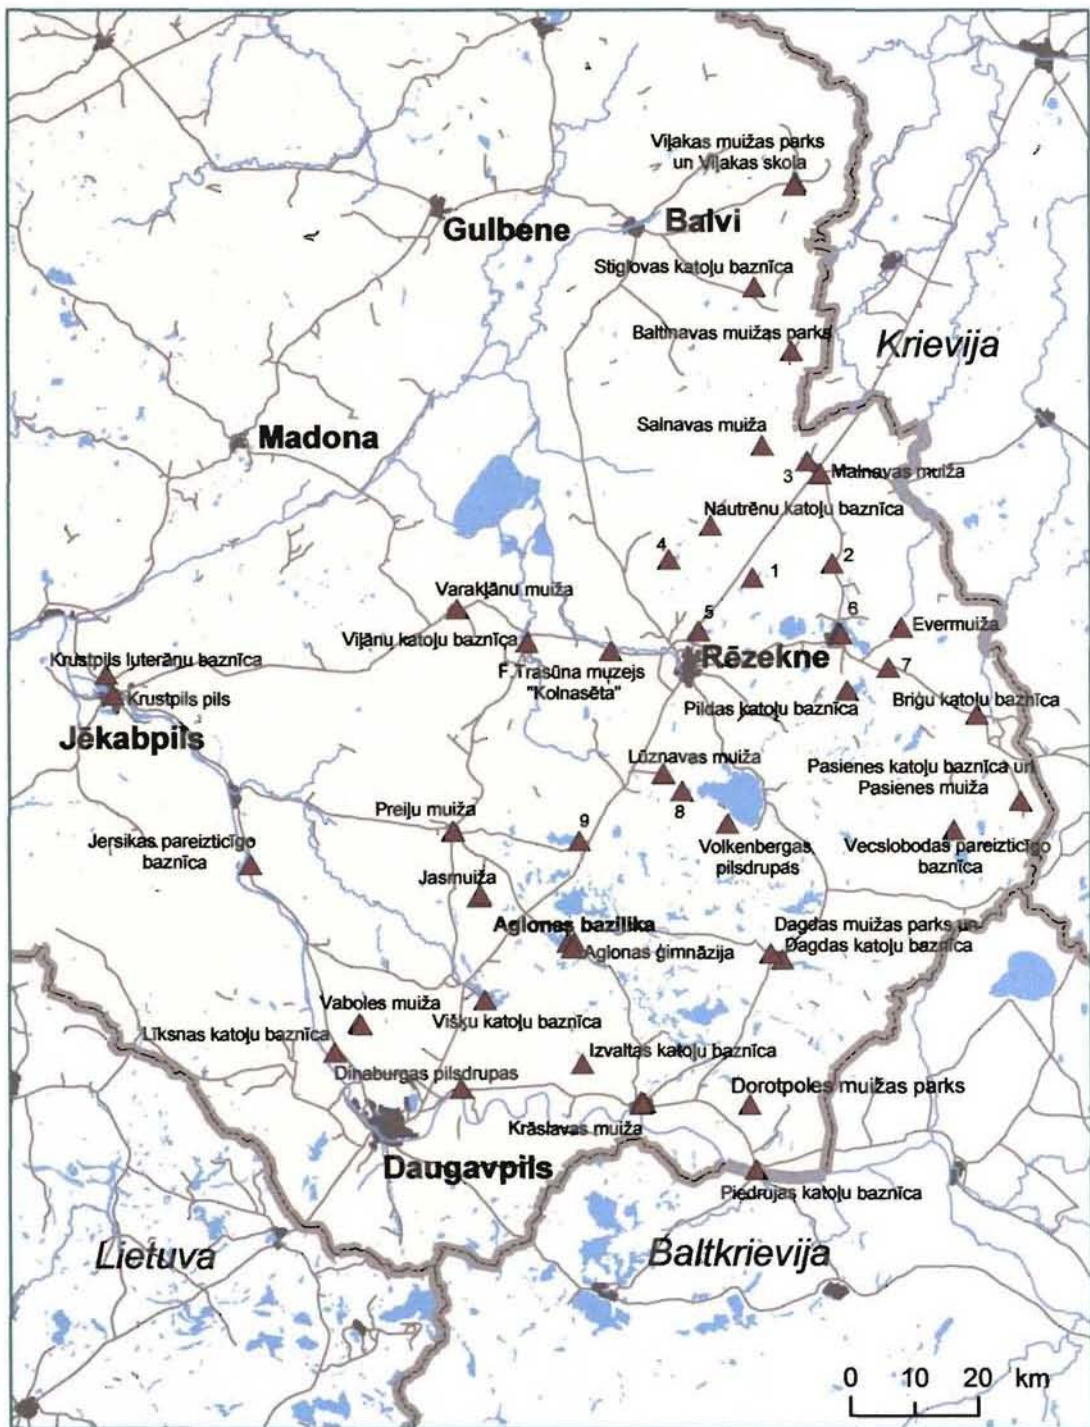 Viļakas muižas parks
un Viļakas skola
Gulbene
Balvi
Stiglovas katoļu baznīca
Baltinavas muižas parks
Krievija
Madona
Salnavas muiža
3
Malnavas muiža
Nautrēnu katoļu baznīca
4
1
2
Varakļānu muiža
5
6
Viļānu katoļu baznīca
Evermuiža
Krustpils luterāņu baznīca
F.Trasūna muzejs
"Kolnasēta"
Rēzekne
7
Krustpils pils
Pildas katoļu baznīca
Briģu katoļu baznīca
Jēkabpils
Lūznavas muiža
Pasienes katoļu baznīca un
Pasienes muiža
8
Preiļu muiža
9
Jersikas pareizticīgo
baznīca
Volkenbergas
pilsdrupas
Vecslobodas pareizticīgo
baznīca
Jasmuiža
Aglonas bazilika
Aglonas ģimnāzija
Dagdas muižas parks un
Dagdas katoļu baznīca
Vaboles muiža
Višķu katoļu baznīca
Līksnas katoļu baznīca
Izvaltas katoļu baznīca
Dinaburgas pilsdrupas
Dorotpoles muižas parks
Krāslavas muiža
Daugavpils
Piedrujas katoļu baznīca
Lietuva
Baltkrievija
0 10 20 km